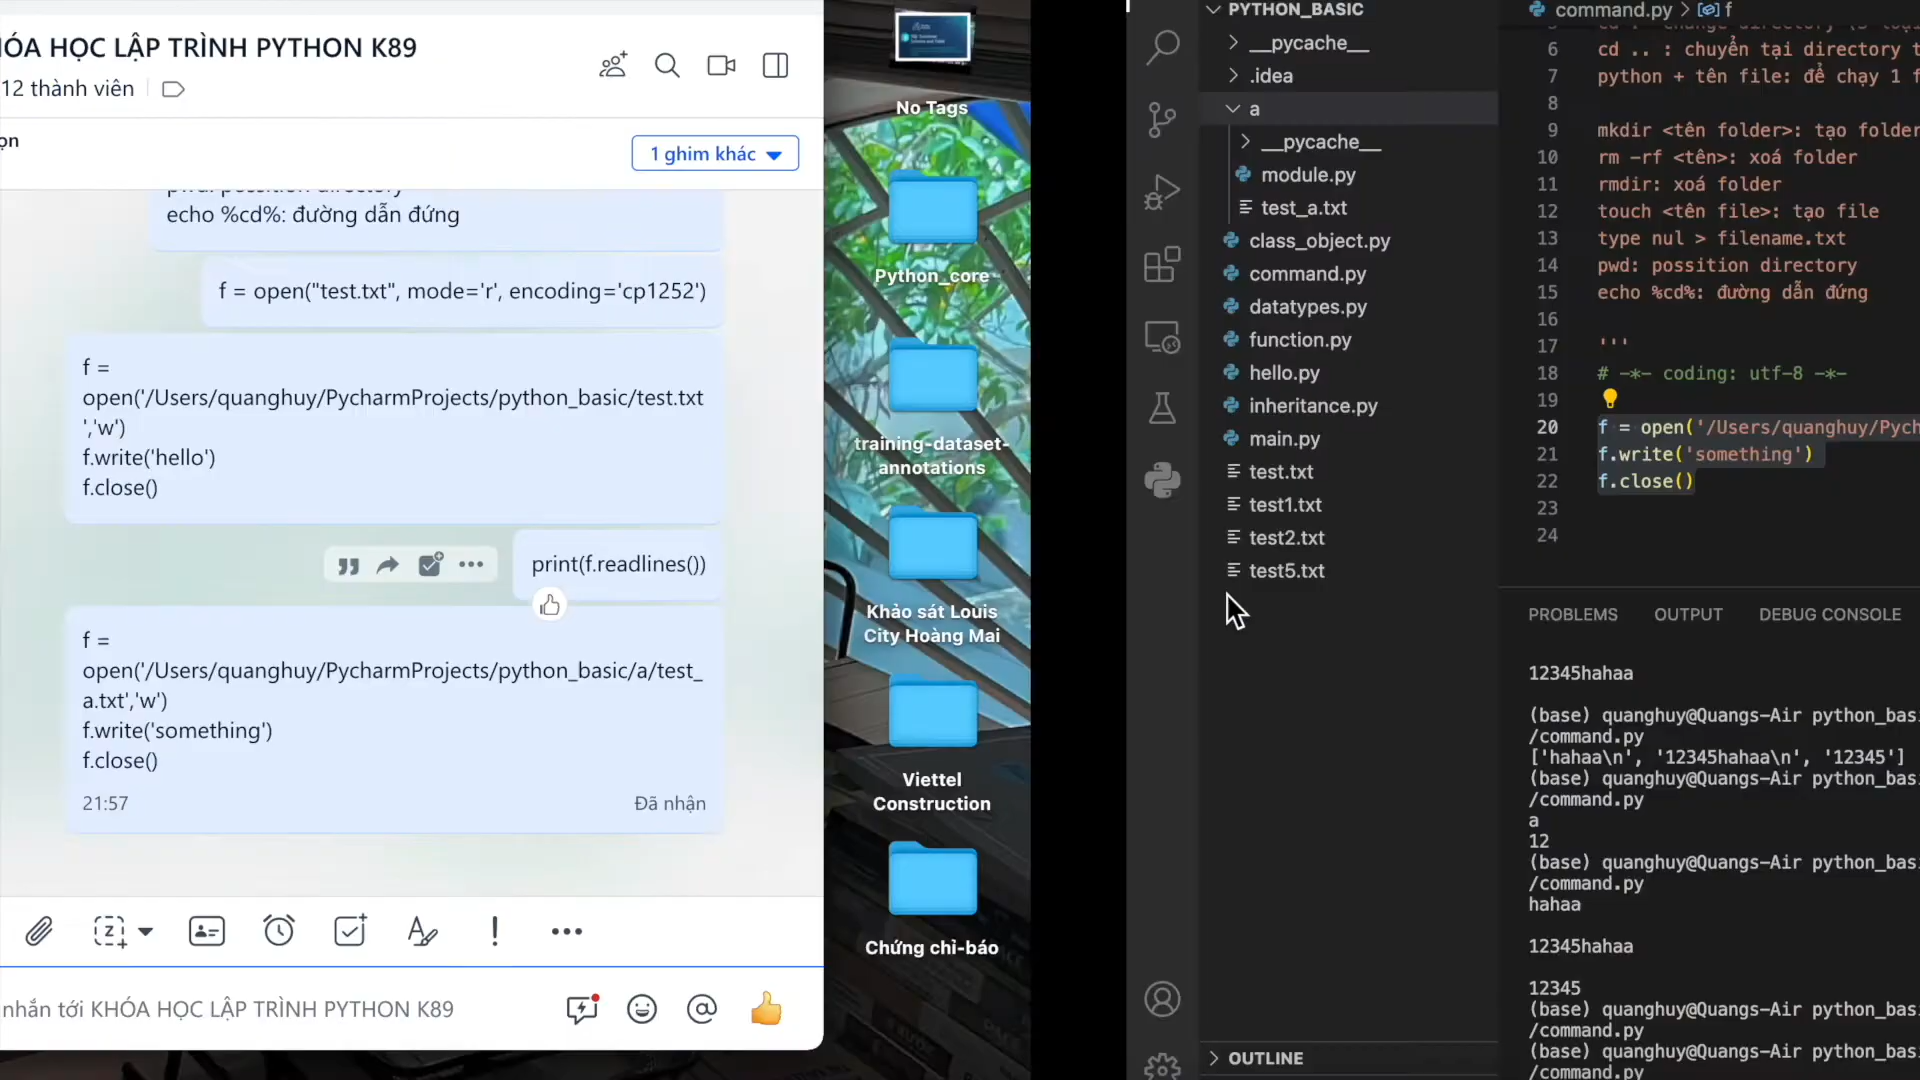 ÓA HỌC LẬP TRÌNH PYTHON K89
12 thành viên
ọn
1 ghim khác
echo %cd%: đường dẫn đứng
f = open("test.txt", mode='r', encoding='cp1252')
f =
open('/Users/quanghuy/PycharmProjects/python_basic/test.txt
','w')
f.write('hello')
f.close()
print(f.readlines())
f =
open('/Users/quanghuy/PycharmProjects/python_basic/a/test_
a.txt','w')
f.write('something')
f.close()
21:57
Đã nhận
nhắn tới KHÓA HỌC LẬP TRÌNH PYTHON K89
No Tags
Python_core
training-dataset-
annotations
Khảo sát Louis
City Hoàng Mai
Viettel
Construction
Chứng chỉ-báo
PYTHON_BASIC
__pycache__
.idea
a
__pycache__
module.py
test_a.txt
class_object.py
command.py
datatypes.py
function.py
hello.py
inheritance.py
main.py
test.txt
test1.txt
test2.txt
test5.txt
OUTLINE
command.py > f
6 cd .. : chuyển tại directory t
7 python + tên file: để chạy 1 f
8
9 mkdir <tên folder>: tạo folder
10 rm -rf <tên>: xoá folder
11 rmdir: xoá folder
12 touch <tên file>: tạo file
13 type nul > filename.txt
14 pwd: possition directory
15 echo %cd%: đường dẫn đứng
16
17 '''
18 # -*- coding: utf-8 -*-
19
20 f = open('/Users/quanghuy/Pych
21 f.write('something')
22 f.close()
23
24
PROBLEMS OUTPUT DEBUG CONSOLE
12345hahaa
(base) quanghuy@Quangs-Air python_bas
/command.py
['hahaa\n', '12345hahaa\n', '12345']
(base) quanghuy@Quangs-Air python_bas
/command.py
a
12
(base) quanghuy@Quangs-Air python_bas
/command.py
hahaa
12345hahaa
12345
(base) quanghuy@Quangs-Air python_bas
/command.py
(base) quanghuy@Quangs-Air python_bas
/command.py